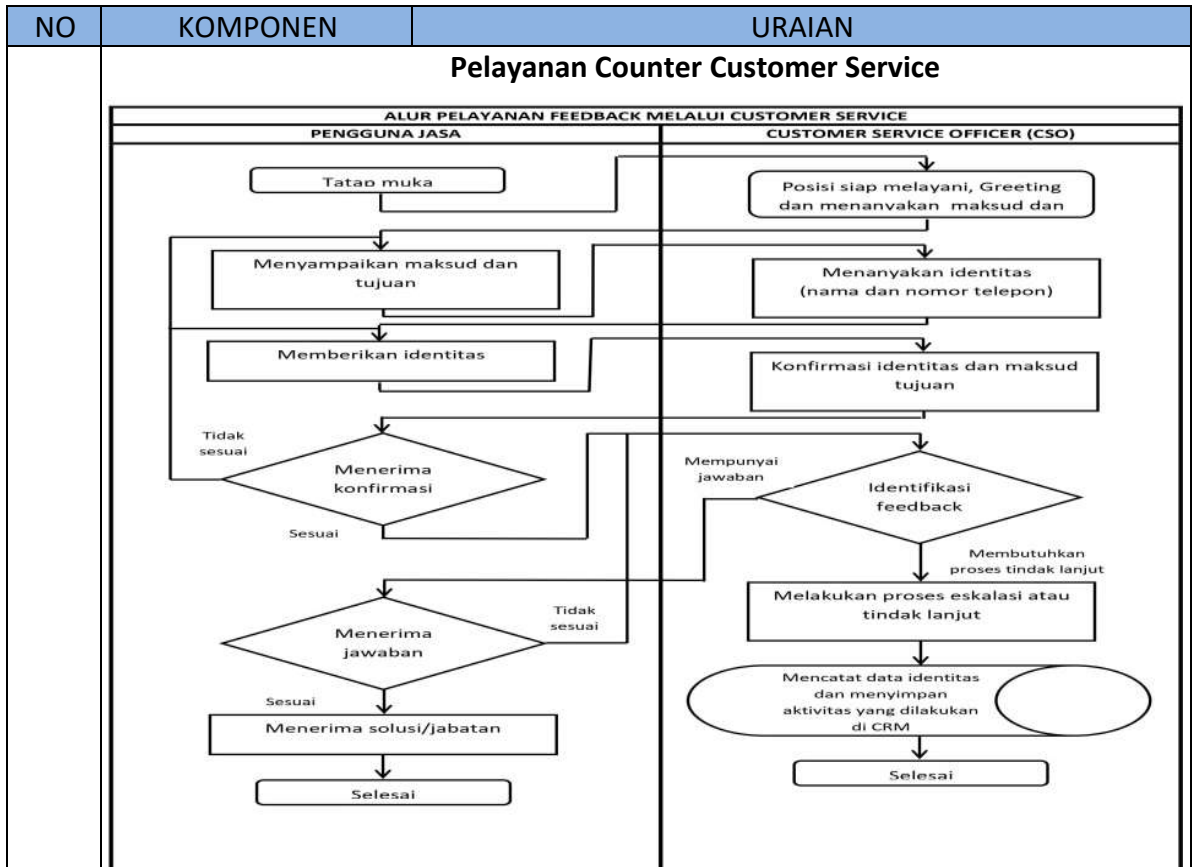 NO KOMPONEN URAIAN
Pelayanan Counter Customer Service
ALUR PELAYANAN FEEDBACK MELALUI CUSTOMER SERVICE
PENGGUNA JASA CUSTOMER SERVICE OFFICER (CSO)
Tatap muka
Posisi siap melayani, Greeting
dan menanyakan maksud dan
Menyampaikan maksud dan
tujuan
Menanyakan identitas
(nama dan nomor telepon)
Memberikan identitas
Konfirmasi identitas dan maksud
tujuan
Tidak
sesuai
Menerima
konfirmasi
Sesuai
Mempunyai
jawaban
Identifikasi
feedback
Membutuhkan
proses tindak lanjut
Melakukan proses eskalasi atau
tindak lanjut
Tidak
sesuai
Menerima
jawaban
Sesuai
Mencatat data identitas
dan menyimpan
aktivitas yang dilakukan
di CRM
Menerima solusi/jabatan
Selesai
Selesai